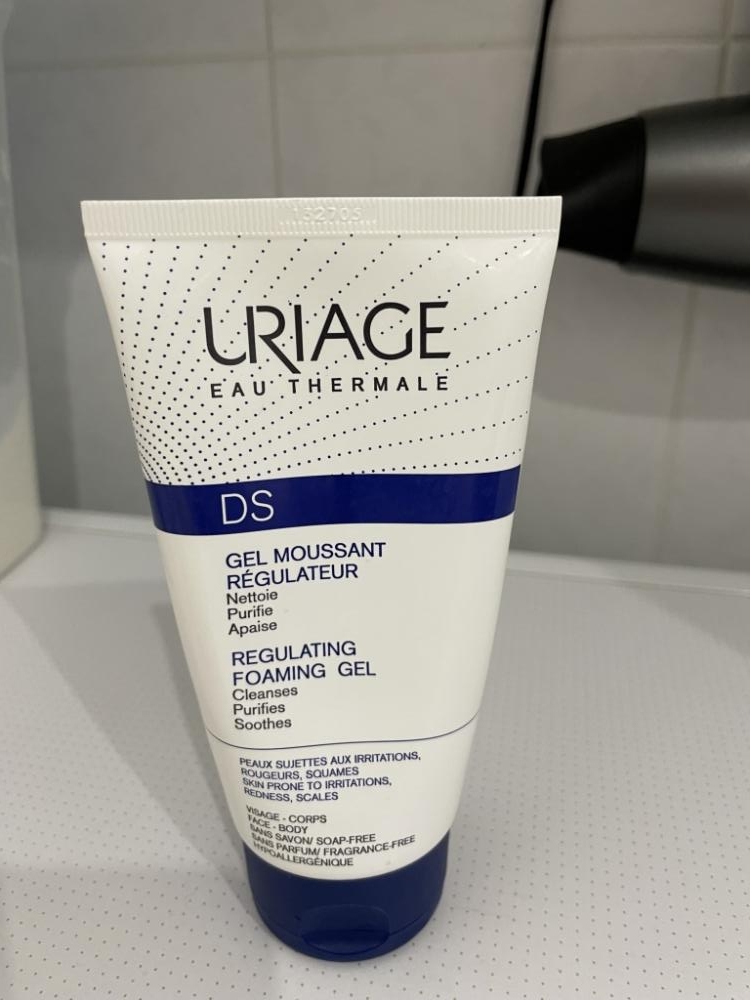 152705
URIAGE
EAU THERMALE
DS
GEL MOUSSANT
RÉGULATEUR
Nettoie
Purifie
Apaise
REGULATING
FOAMING GEL
Cleanses
Purifies
Soothes
PEAUX SUJETTES AUX IRRITATIONS,
ROUGEURS, SQUAMES
SKIN PRONE TO IRRITATIONS,
REDNESS, SCALES
VISAGE - CORPS
FACE - BODY
SANS SAVON/ SOAP-FREE
SANS PARFUM/ FRAGRANCE-FREE
HYPOALLERGÉNIQUE